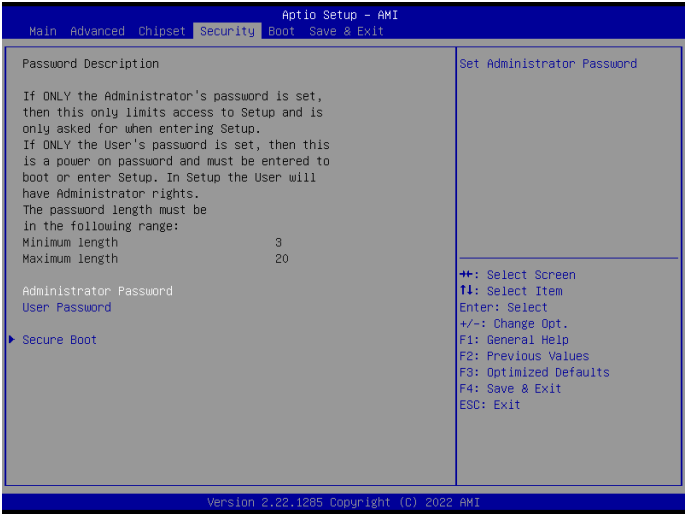 Aptio Setup – AMI
Main Advanced Chipset Security Boot Save & Exit
Password Description
If ONLY the Administrator's password is set,
then this only limits access to Setup and is
only asked for when entering Setup.
If ONLY the User's password is set, then this
is a power on password and must be entered to
boot or enter Setup. In Setup the User will
have Administrator rights.
The password length must be
in the following range:
Minimum length 3
Maximum length 20
Administrator Password
User Password
Secure Boot
Set Administrator Password
→←: Select Screen
↑↓: Select Item
Enter: Select
+/-: Change Opt.
F1: General Help
F2: Previous Values
F3: Optimized Defaults
F4: Save & Exit
ESC: Exit
Version 2.22.1285 Copyright (C) 2022 AMI